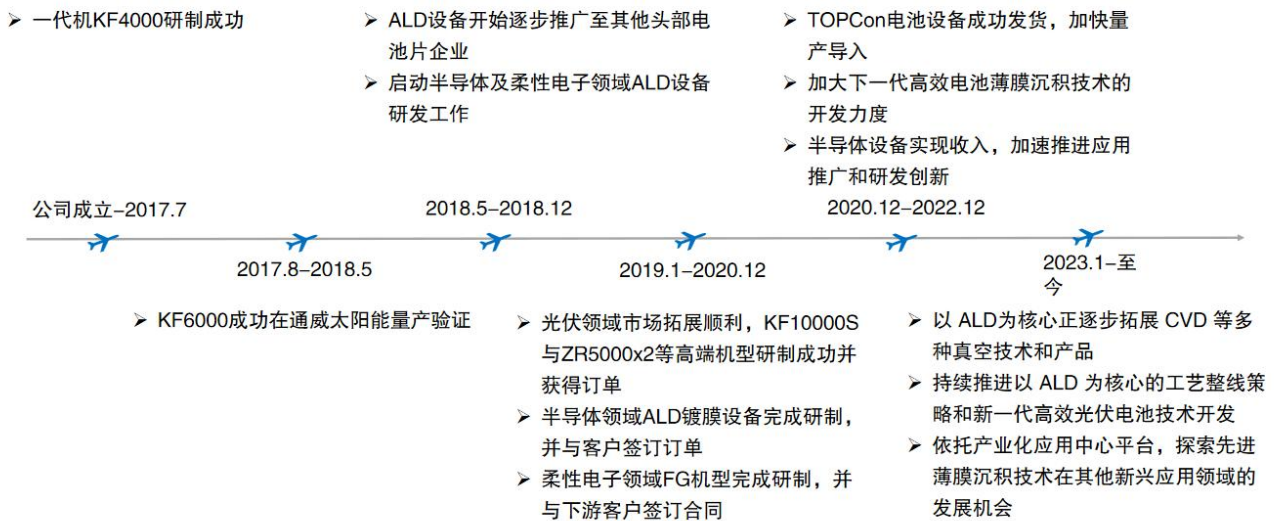 ➢ 一代机KF4000研制成功
➢ ALD设备开始逐步推广至其他头部电
池片企业
➢ 启动半导体及柔性电子领域ALD设备
研发工作
➢ TOPCon电池设备成功发货，加快量
产导入
➢ 加大下一代高效电池薄膜沉积技术的
开发力度
➢ 半导体设备实现收入，加速推进应用
推广和研发创新
公司成立-2017.7
2018.5-2018.12
2020.12-2022.12
2017.8-2018.5
2019.1-2020.12
2023.1-至
今
➢ KF6000成功在通威太阳能量产验证
➢ 光伏领域市场拓展顺利，KF10000S
与ZR5000x2等高端机型研制成功并
获得订单
➢ 半导体领域ALD镀膜设备完成研制，
并与客户签订订单
➢ 柔性电子领域FG机型完成研制，并
与下游客户签订合同
➢ 以 ALD为核心正逐步拓展 CVD 等多
种真空技术和产品
➢ 持续推进以 ALD 为核心的工艺整线策
略和新一代高效光伏电池技术开发
➢ 依托产业化应用中心平台，探索先进
薄膜沉积技术在其他新兴应用领域的
发展机会